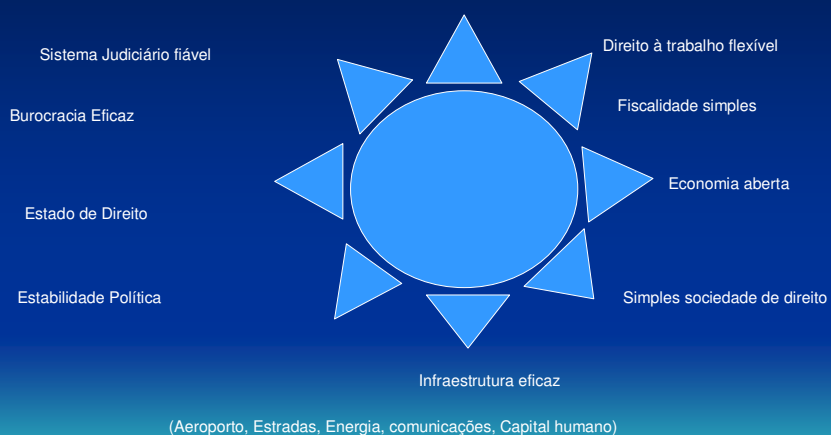 Sistema Judiciário fiável
Direito à trabalho flexível
Burocracia Eficaz
Fiscalidade simples
Economia aberta
Estado de Direito
Estabilidade Política
Simples sociedade de direito
Infraestrutura eficaz
(Aeroporto, Estradas, Energia, comunicações, Capital humano)